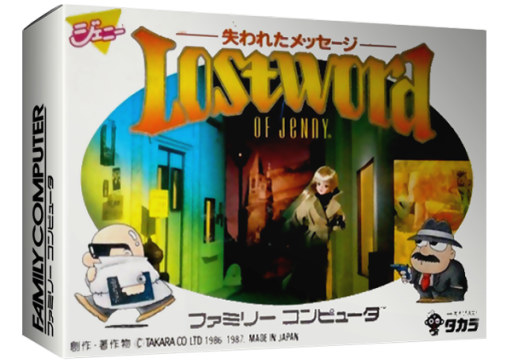 ジェニー
失われたメッセージ
LostWord
OF JENNY
FAMILY COMPUTER
ファミリー コンピュータ
ファミリー コンピュータ™
タカラ
創作・著作物 © TAKARA CO LTD 1986 1987. MADE IN JAPAN